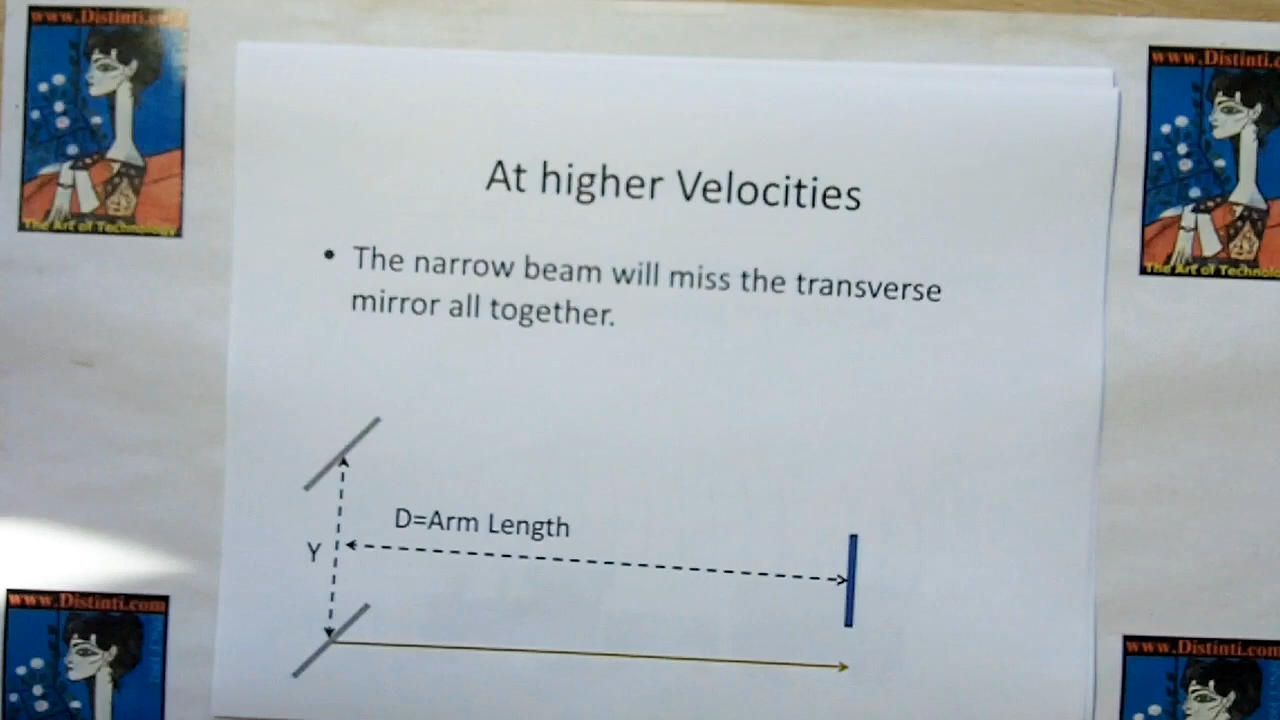 www.Distinti.com
The Art of Technology
www.Distinti.c
The Art of Technolo
At higher Velocities
• The narrow beam will miss the transverse
mirror all together.
D=Arm Length
Y
www.Distinti.com
www.Distinti.com